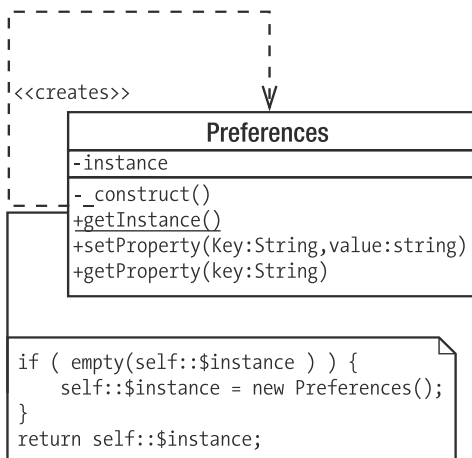 <<creates>>
Preferences
-instance
-_construct()
+getInstance()
+setProperty(Key:String,value:string)
+getProperty(key:String)
if ( empty(self::$instance ) ) {
    self::$instance = new Preferences();
}
return self::$instance;